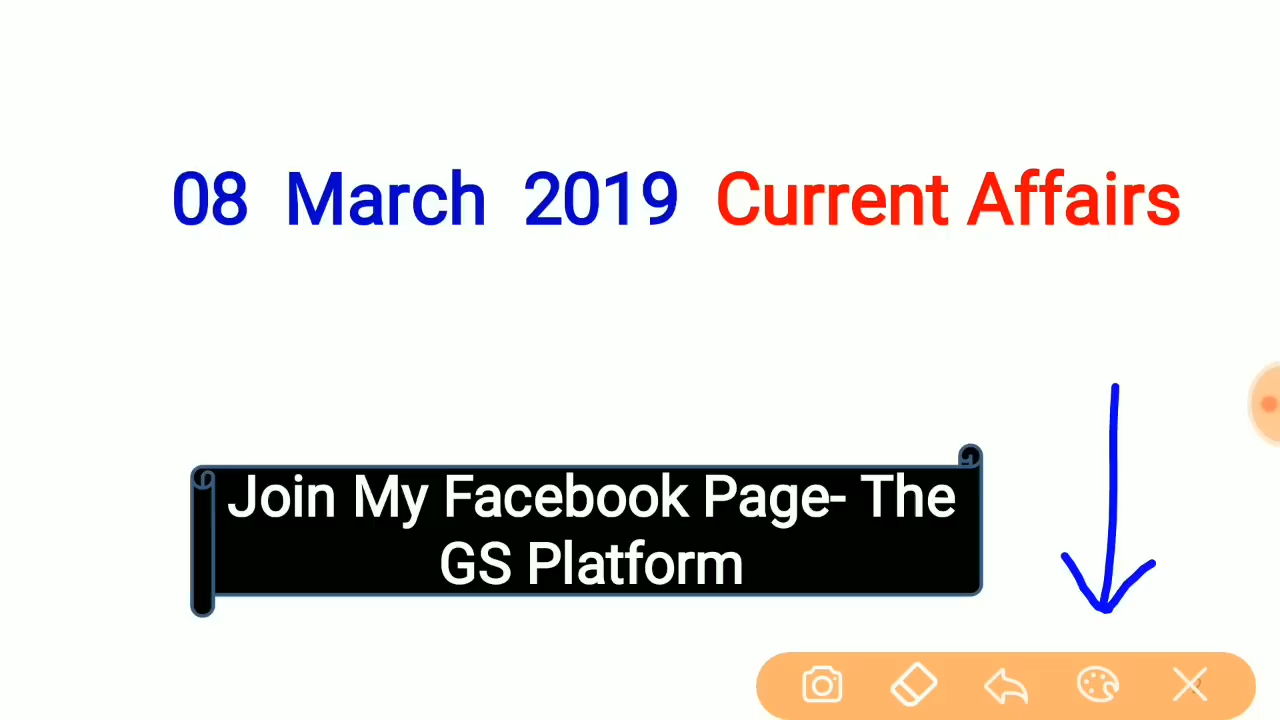 08 March 2019 Current Affairs
Join My Facebook Page- The
GS Platform